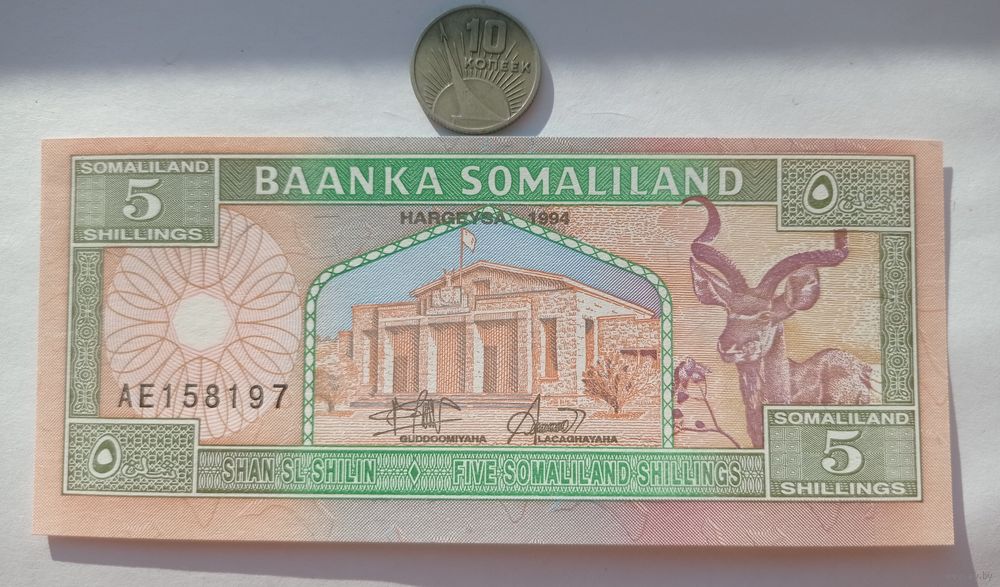 10
КОПЕЕК
SOMALILAND
5
SHILLINGS
BAANKA SOMALILAND
٥
HARGEYSA 1994
AE158197
GUDDOOMIYAHA
LACAGHAYAHA
٥
SHAN SL SHILIN
FIVE SOMALILAND SHILLINGS
SOMALILAND
5
SHILLINGS